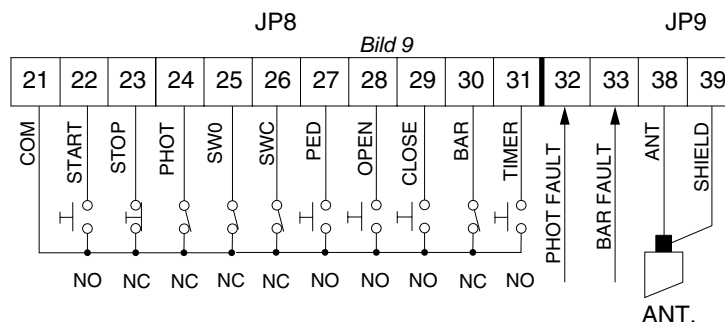 JP8 JP9
Bild 9
21 22 23 24 25 26 27 28 29 30 31 32 33 38 39
COM START STOP PHOT SW0 SWC PED OPEN CLOSE BAR TIMER PHOT FAULT BAR FAULT ANT SHIELD
NO NC NC NC NC NO NO NO NC NO
ANT.